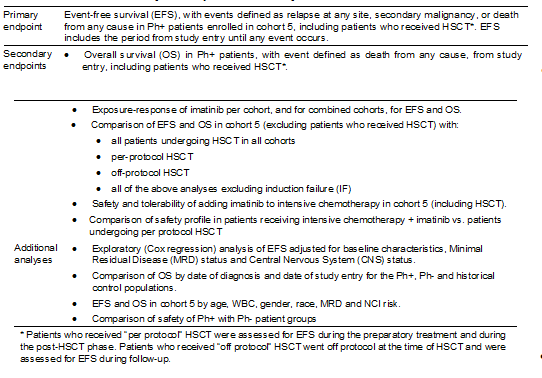 Primary endpoint
Event-free survival (EFS), with events defined as relapse at any site, secondary malignancy, or death
from any cause in Ph+ patients enrolled in cohort 5, including patients who received HSCT*. EFS
includes the period from study entry until any event occurs.
Secondary endpoints
• Overall survival (OS) in Ph+ patients, with event defined as death from any cause, from study
entry, including patients who received HSCT*.
• Exposure-response of imatinib per cohort, and for combined cohorts, for EFS and OS.
• Comparison of EFS and OS in cohort 5 (excluding patients who received HSCT) with:
• all patients undergoing HSCT in all cohorts
• per-protocol HSCT
• off-protocol HSCT
• all of the above analyses excluding induction failure (IF)
• Safety and tolerability of adding imatinib to intensive chemotherapy in cohort 5 (including HSCT).
• Comparison of safety profile in patients receiving intensive chemotherapy + imatinib vs. patients
undergoing per protocol HSCT
Additional analyses
• Exploratory (Cox regression) analysis of EFS adjusted for baseline characteristics, Minimal
Residual Disease (MRD) status and Central Nervous System (CNS) status.
• Comparison of OS by date of diagnosis and date of study entry for the Ph+, Ph- and historical
control populations.
• EFS and OS in cohort 5 by age, WBC, gender, race, MRD and NCI risk.
• Comparison of safety of Ph+ with Ph- patient groups
* Patients who received “per protocol” HSCT were assessed for EFS during the preparatory treatment and during
the post-HSCT phase. Patients who received “off protocol” HSCT went off protocol at the time of HSCT and were
assessed for EFS during follow-up.